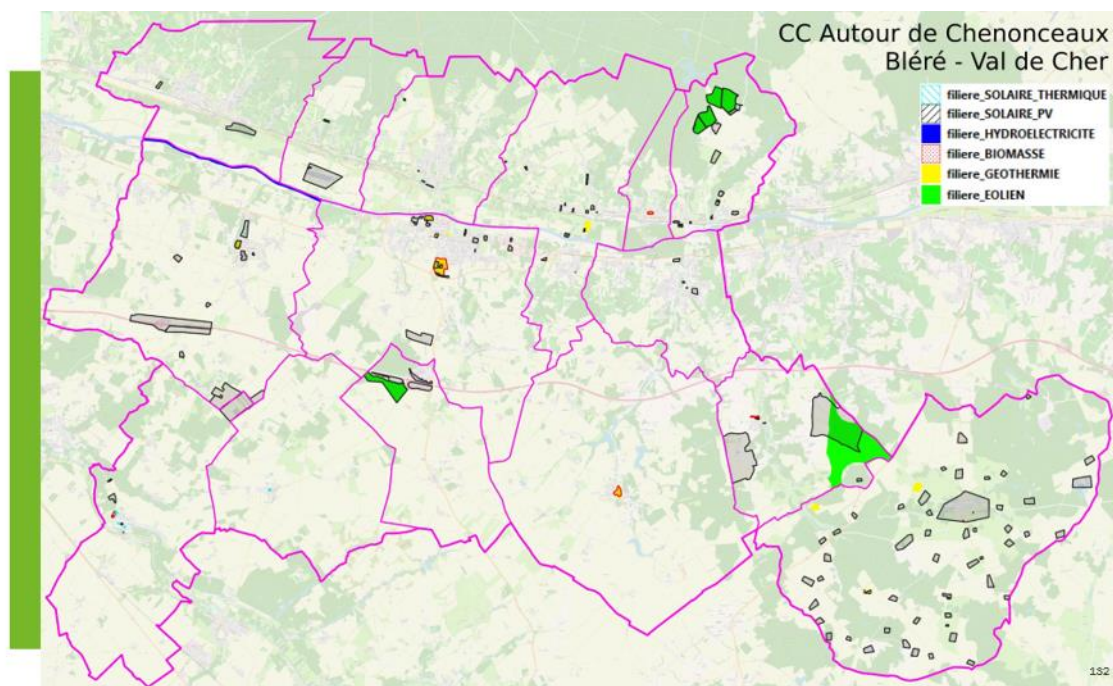 CC Autour de Chenonceaux
Bléré - Val de Cher
filiere_SOLAIRE_THERMIQUE
filiere_SOLAIRE_PV
filiere_HYDROELECTRICITE
filiere_BIOMASSE
filiere_GEOTHERMIE
filiere_EOLIEN
132